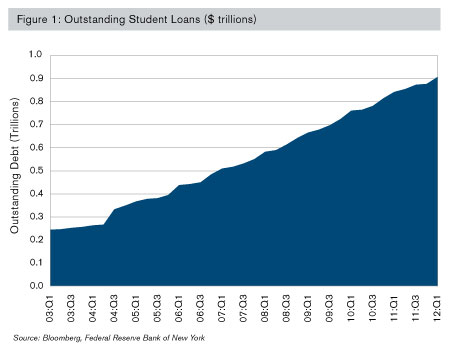 Figure 1: Outstanding Student Loans ($ trillions)
1.0
0.9
0.8
0.7
0.6
0.5
0.4
0.3
0.2
0.1
0.0
Outstanding Debt (Trillions)
03:Q1
03:Q3
04:Q1
04:Q3
05:Q1
05:Q3
06:Q1
06:Q3
07:Q1
07:Q3
08:Q1
08:Q3
09:Q1
09:Q3
10:Q1
10:Q3
11:Q1
11:Q3
12:Q1
Source: Bloomberg, Federal Reserve Bank of New York